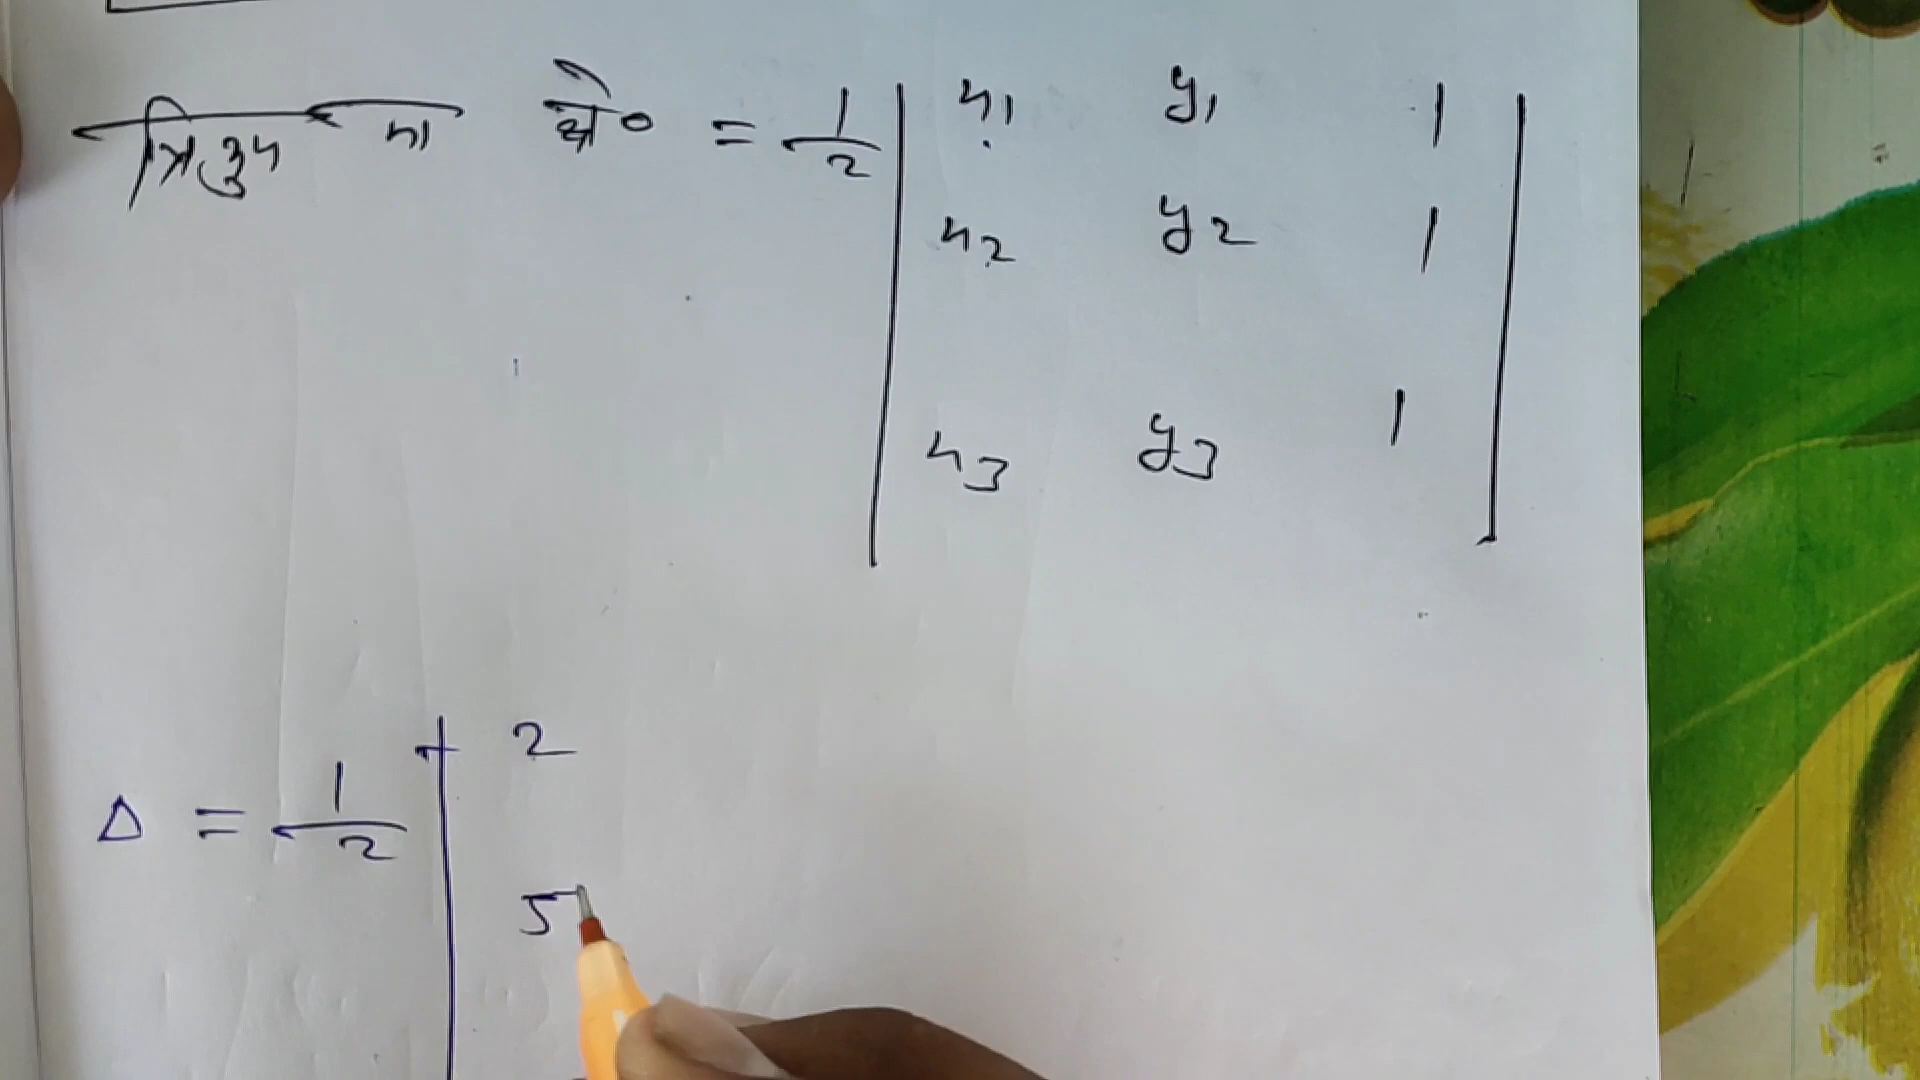 त्रिभुज का क्षे० = 1/2 | x1 y1 1
x2 y2 1
x3 y3 1 |
Δ = 1/2 | 2
5